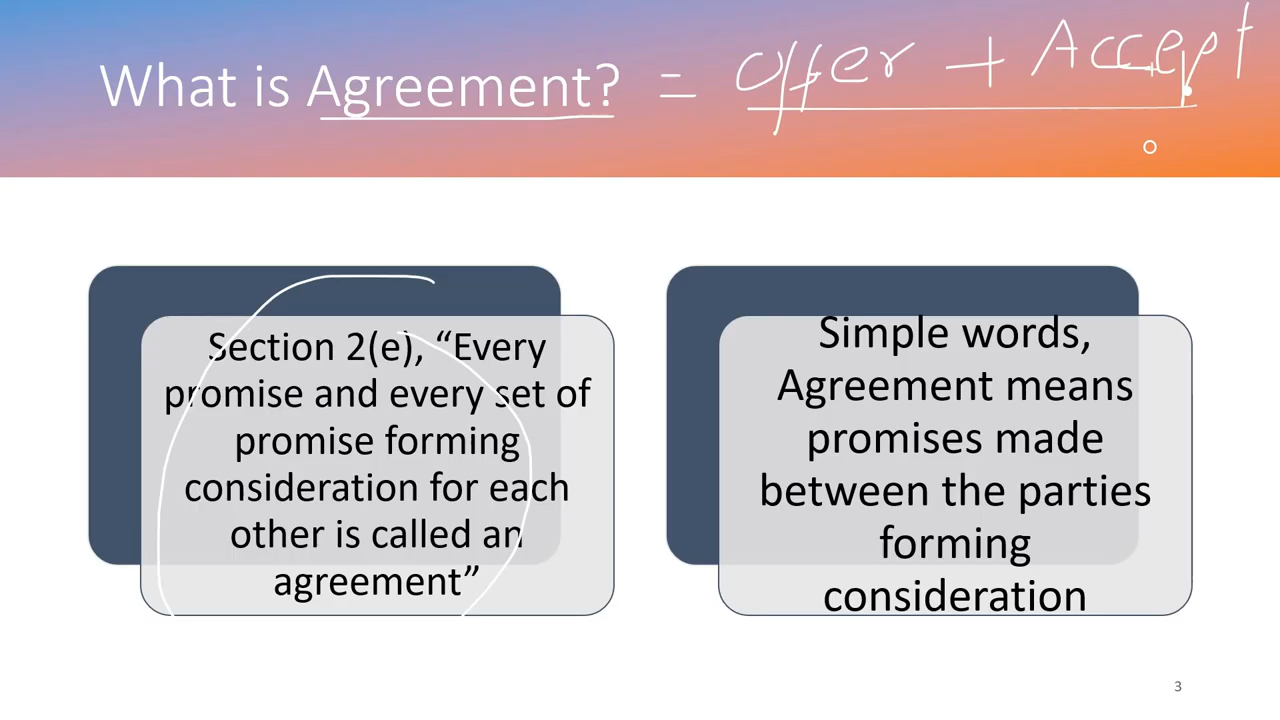 What is Agreement? = Offer + Accept
Section 2(e), “Every
promise and every set of
promise forming
consideration for each
other is called an
agreement”
Simple words,
Agreement means
promises made
between the parties
forming
consideration
3